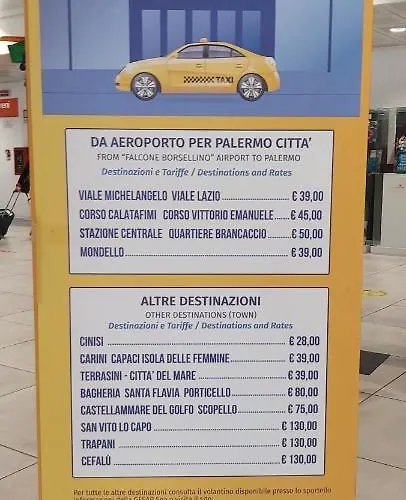 TAXI
DA AEROPORTO PER PALERMO CITTA'
FROM "FALCONE BORSELLINO" AIRPORT TO PALERMO
Destinazioni e Tariffe / Destinations and Rates
VIALE MICHELANGELO VIALE LAZIO ........................ € 39,00
CORSO CALATAFIMI CORSO VITTORIO EMANUELE..... € 45,00
STAZIONE CENTRALE QUARTIERE BRANCACCIO........ € 50,00
MONDELLO.................................................... € 39,00
ALTRE DESTINAZIONI
OTHER DESTINATIONS (TOWN)
Destinazioni e Tariffe / Destinations and Rates
CINISI .......................................................... € 28,00
CARINI CAPACI ISOLA DELLE FEMMINE.................. € 39,00
TERRASINI - CITTA' DEL MARE............................ € 39,00
BAGHERIA SANTA FLAVIA PORTICELLO.................. € 80,00
CASTELLAMMARE DEL GOLFO SCOPELLO................ € 75,00
SAN VITO LO CAPO ......................................... € 130,00
TRAPANI ..................................................... € 130,00
CEFALÙ ....................................................... € 130,00
Per tutte le altre destinazioni consulta il volantino disponibile presso lo sportello